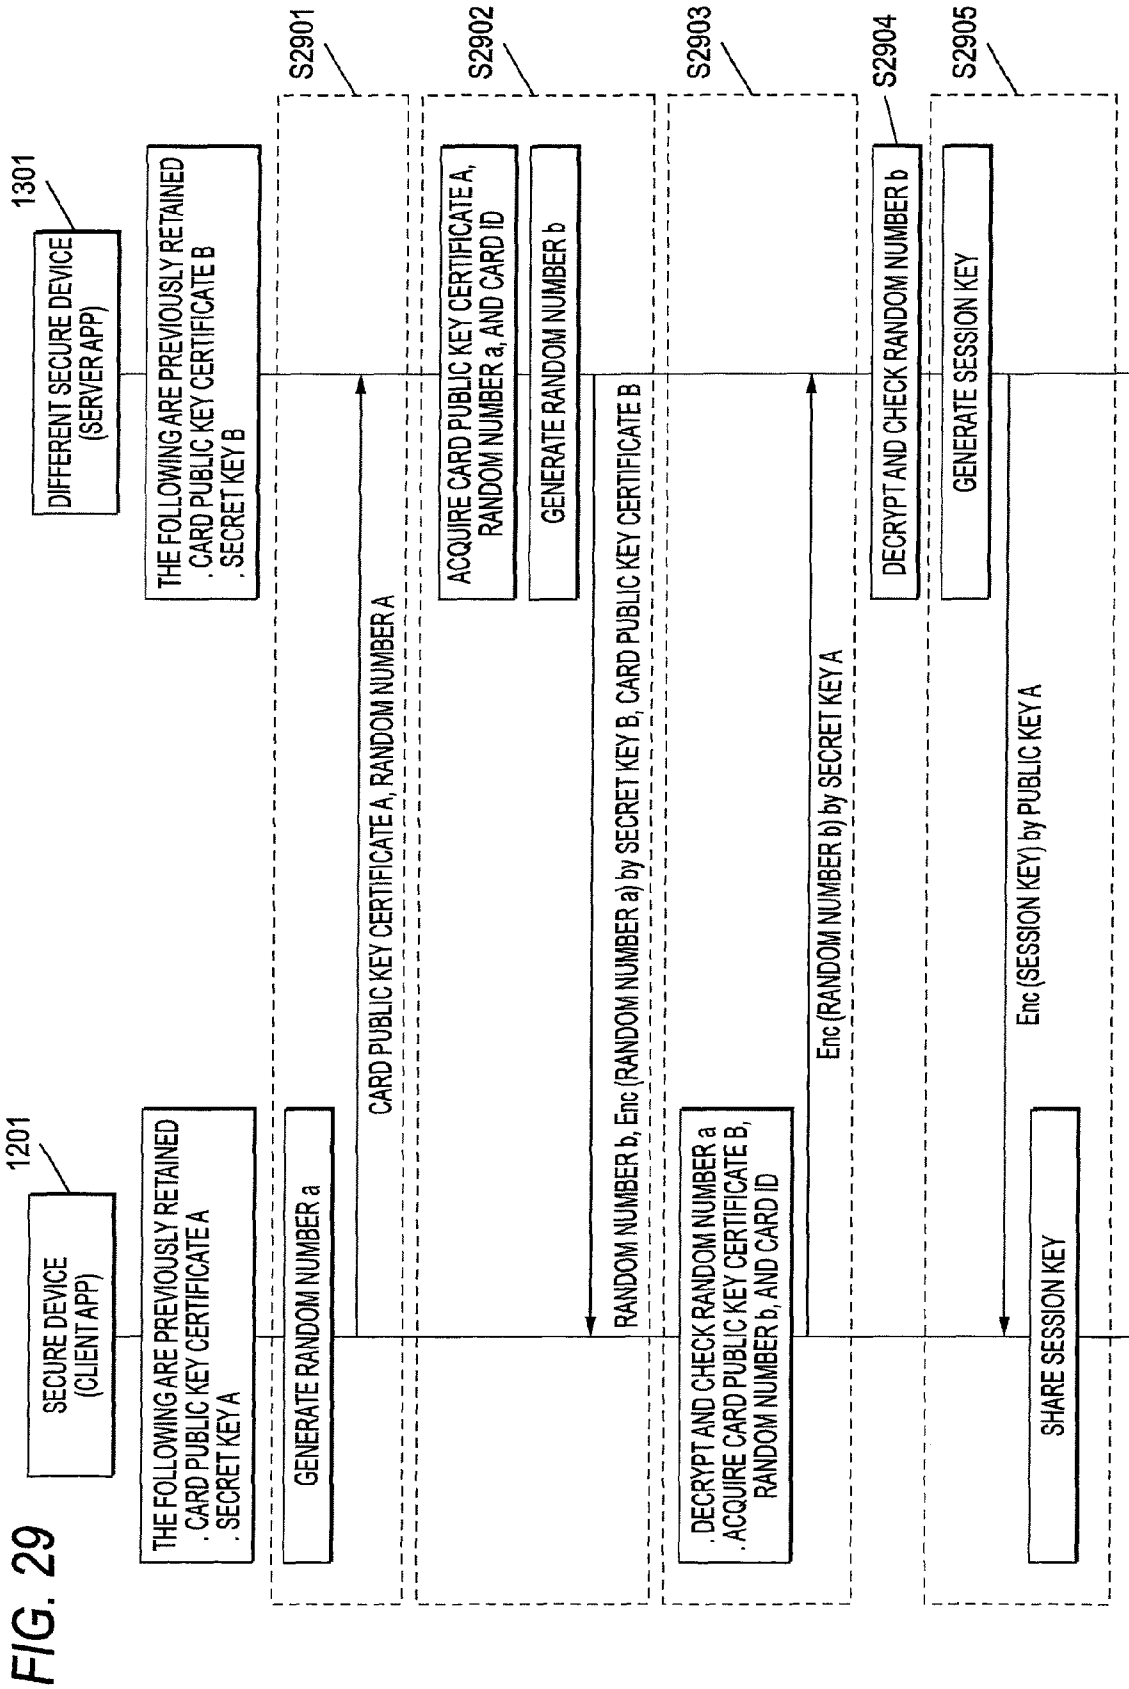 FIG. 29
1201
SECURE DEVICE
(CLIENT APP)
1301
DIFFERENT SECURE DEVICE
(SERVER APP)
THE FOLLOWING ARE PREVIOUSLY RETAINED
. CARD PUBLIC KEY CERTIFICATE A
. SECRET KEY A
THE FOLLOWING ARE PREVIOUSLY RETAINED
. CARD PUBLIC KEY CERTIFICATE B
. SECRET KEY B
S2901
GENERATE RANDOM NUMBER a
CARD PUBLIC KEY CERTIFICATE A, RANDOM NUMBER A
S2902
ACQUIRE CARD PUBLIC KEY CERTIFICATE A,
RANDOM NUMBER a, AND CARD ID
GENERATE RANDOM NUMBER b
RANDOM NUMBER b, Enc (RANDOM NUMBER a) by SECRET KEY B, CARD PUBLIC KEY CERTIFICATE B
S2903
. DECRYPT AND CHECK RANDOM NUMBER a
. ACQUIRE CARD PUBLIC KEY CERTIFICATE B,
RANDOM NUMBER b, AND CARD ID
Enc (RANDOM NUMBER b) by SECRET KEY A
S2904
DECRYPT AND CHECK RANDOM NUMBER b
S2905
GENERATE SESSION KEY
Enc (SESSION KEY) by PUBLIC KEY A
SHARE SESSION KEY